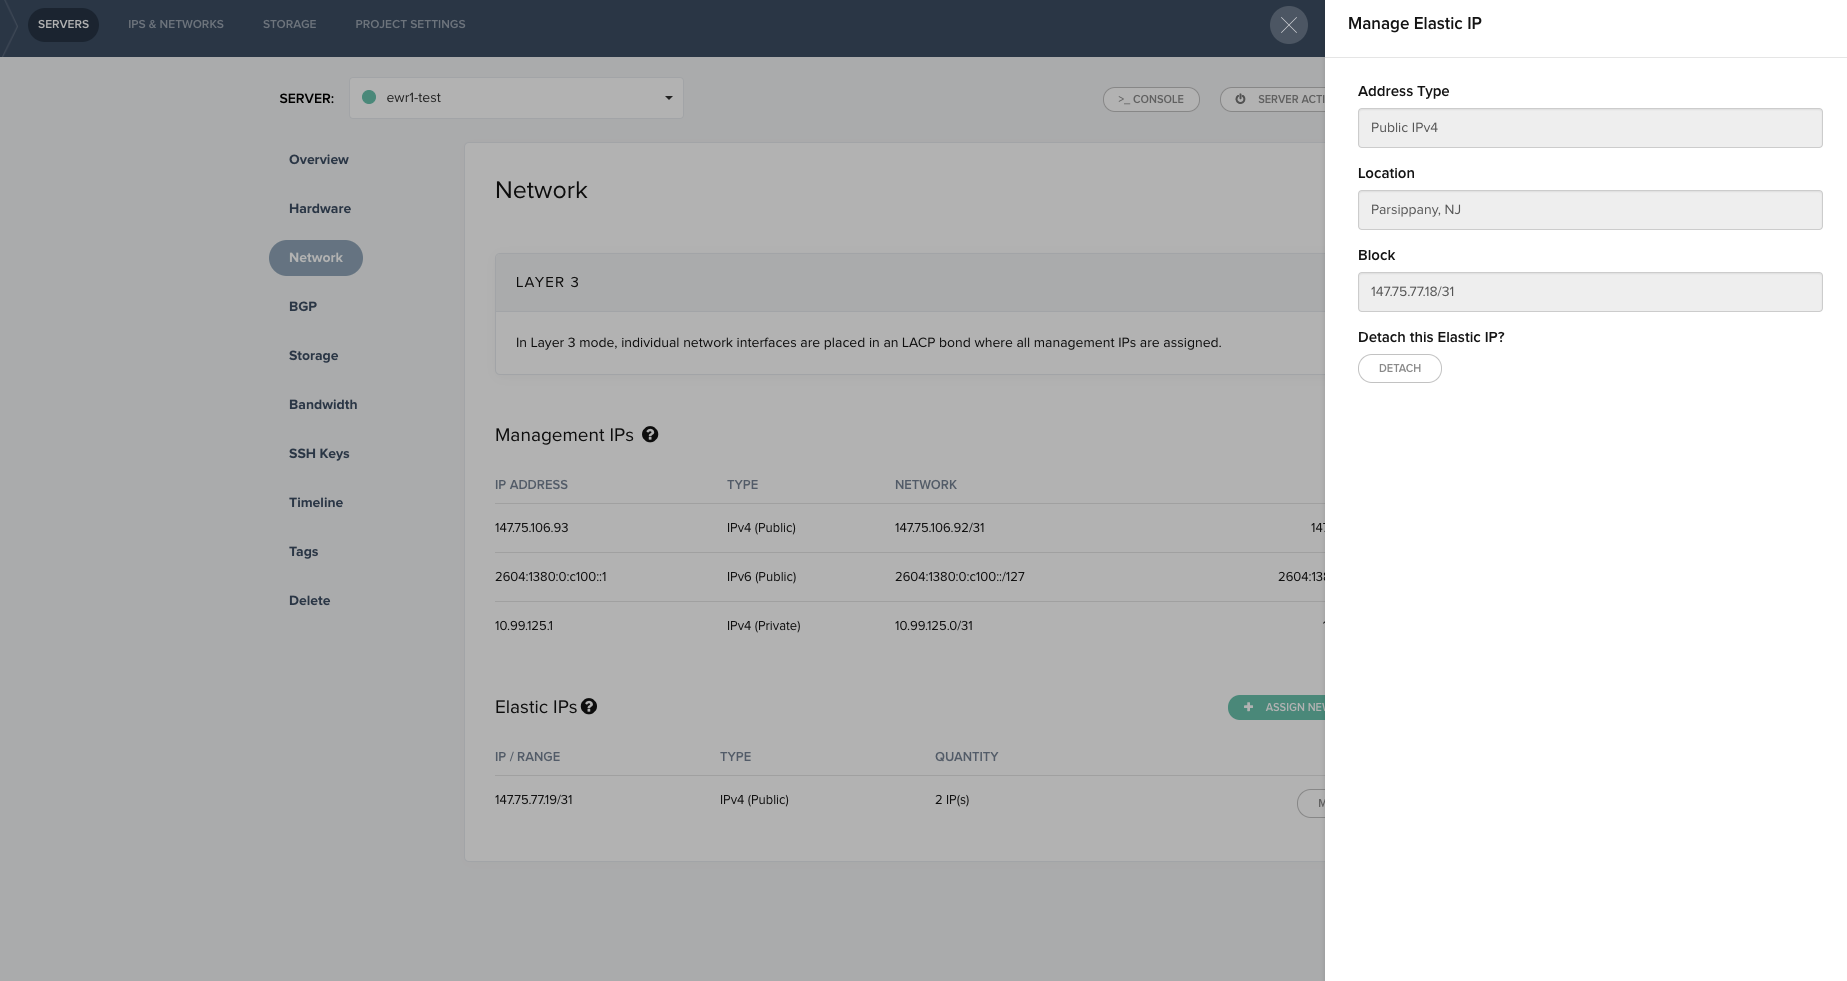 SERVERS
IPS & NETWORKS
STORAGE
PROJECT SETTINGS
SERVER:
ewr1-test
>_ CONSOLE
SERVER ACTI
Overview
Hardware
Network
BGP
Storage
Bandwidth
SSH Keys
Timeline
Tags
Delete
Network
LAYER 3
In Layer 3 mode, individual network interfaces are placed in an LACP bond where all management IPs are assigned.
Management IPs ?
IP ADDRESS TYPE NETWORK
147.75.106.93 IPv4 (Public) 147.75.106.92/31 147.
2604:1380:0:c100::1 IPv6 (Public) 2604:1380:0:c100::/127 2604:138
10.99.125.1 IPv4 (Private) 10.99.125.0/31 1
Elastic IPs ?
+ ASSIGN NEW
IP / RANGE TYPE QUANTITY
147.75.77.19/31 IPv4 (Public) 2 IP(s) M
Manage Elastic IP
Address Type
Public IPv4
Location
Parsippany, NJ
Block
147.75.77.18/31
Detach this Elastic IP?
DETACH